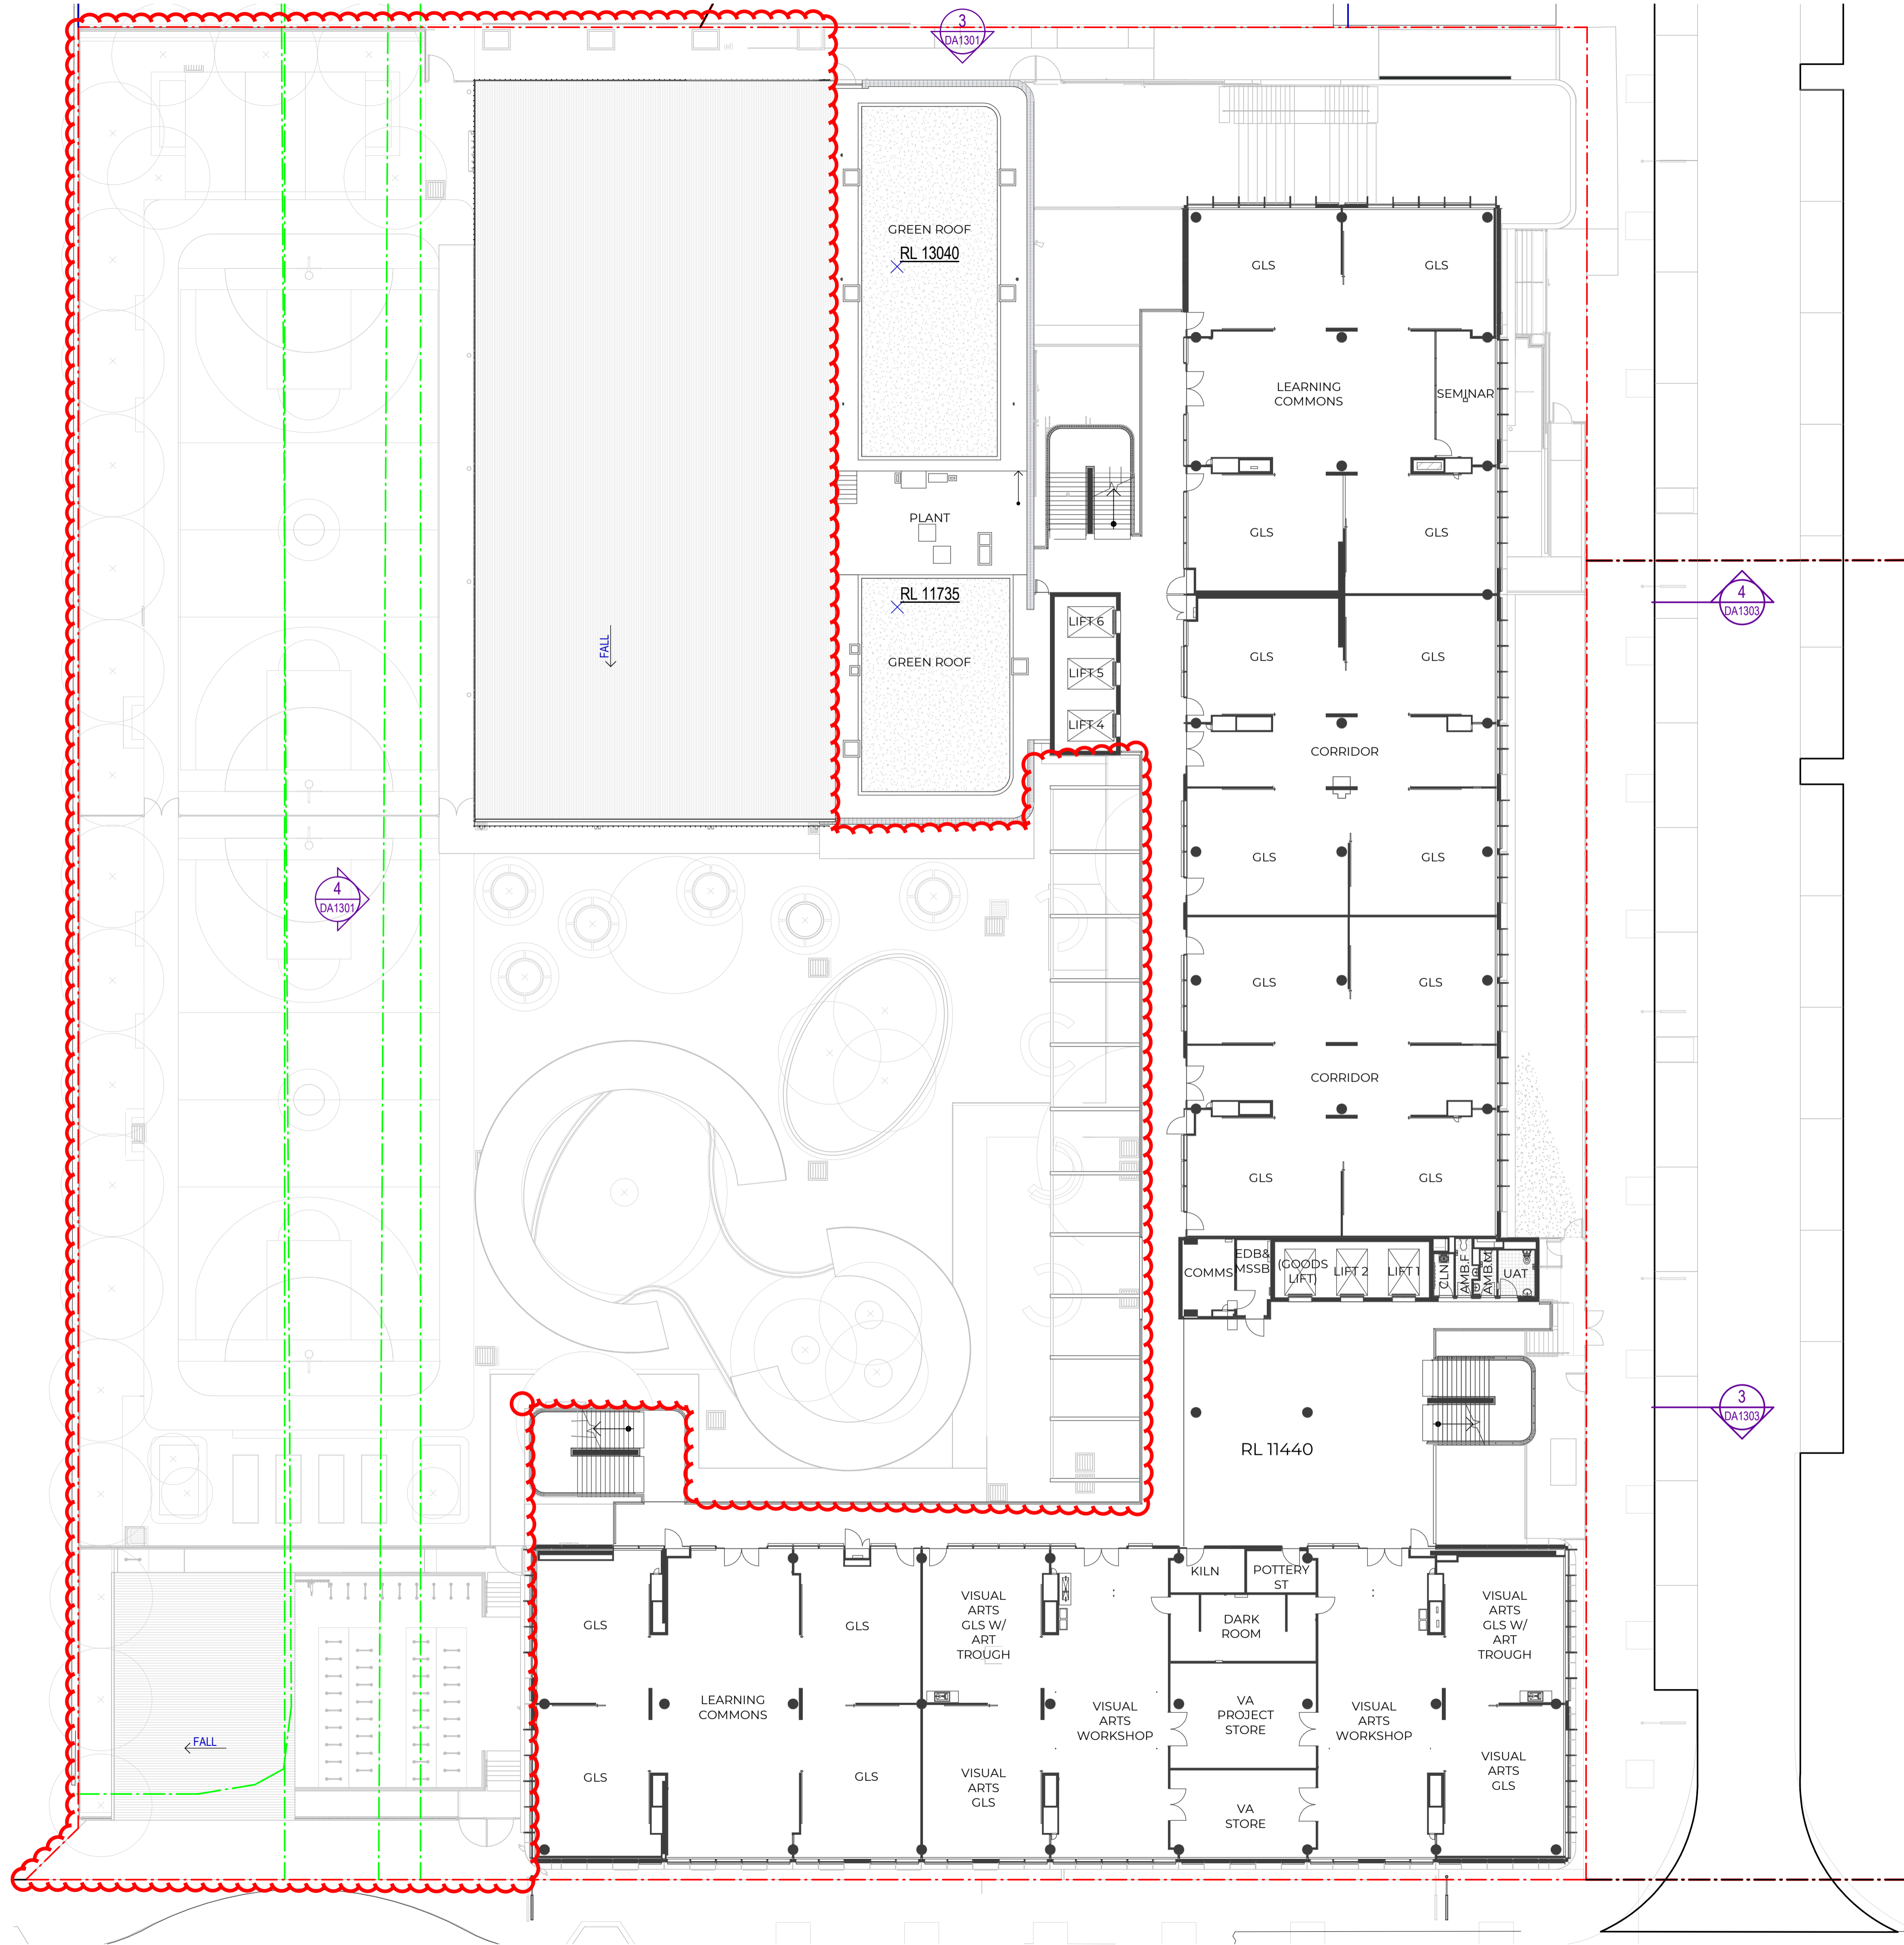 3
DA1301
GREEN ROOF
RL 13040
GLS
GLS
LEARNING
COMMONS
SEMINAR
PLANT
GLS
GLS
RL 11735
4
DA1303
LIFT 6
FALL
GREEN ROOF
GLS
GLS
LIFT 5
LIFT 4
CORRIDOR
GLS
GLS
4
DA1301
GLS
GLS
CORRIDOR
GLS
GLS
COMMS
EDB&
MSSB
(GOODS
LIFT)
LIFT 2
LIFT 1
CLN
AMB.F
AMB.M
UAT
3
DA1303
RL 11440
KILN
POTTERY
ST
GLS
GLS
VISUAL
ARTS
GLS W/
ART
TROUGH
DARK
ROOM
VISUAL
ARTS
GLS W/
ART
TROUGH
LEARNING
COMMONS
VISUAL
ARTS
WORKSHOP
VA
PROJECT
STORE
VISUAL
ARTS
WORKSHOP
FALL
GLS
GLS
VISUAL
ARTS
GLS
VA
STORE
VISUAL
ARTS
GLS